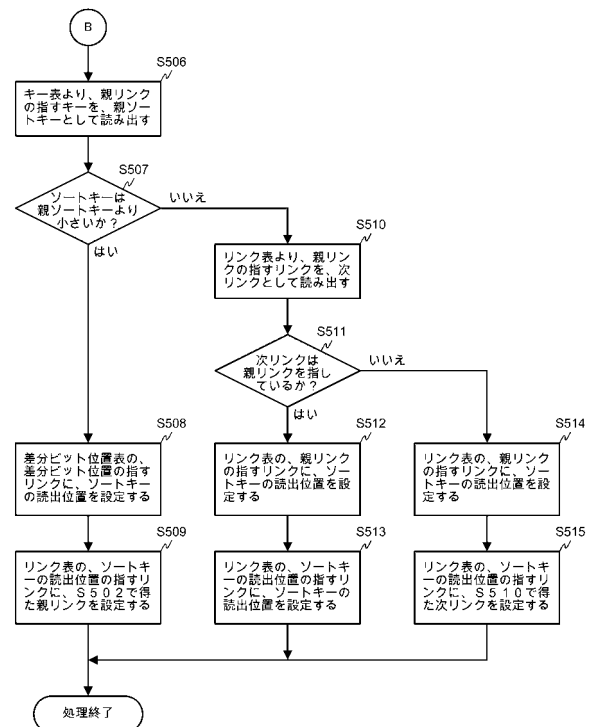 B
S506
キー表より、親リンク
の指すキーを、親ソー
トキーとして読み出す
S507
ソートキーは
親ソートキーより
小さいか？
いいえ
はい
S510
リンク表より、親リン
クの指すリンクを、次
リンクとして読み出す
S511
次リンクは
親リンクを指し
ているか？
いいえ
はい
S508
差分ビット位置表の、
差分ビット位置の指す
リンクに、ソートキー
の読出位置を設定する
S512
リンク表の、親リンク
の指すリンクに、ソー
トキーの読出位置を設
定する
S514
リンク表の、親リンク
の指すリンクに、ソー
トキーの読出位置を設
定する
S509
リンク表の、ソートキ
ーの読出位置の指すリ
ンクに、S502で得
た親リンクを設定する
S513
リンク表の、ソートキ
ーの読出位置の指すリ
ンクに、ソートキーの
読出位置を設定する
S515
リンク表の、ソートキ
ーの読出位置の指すリ
ンクに、S510で得
た次リンクを設定する
処理終了